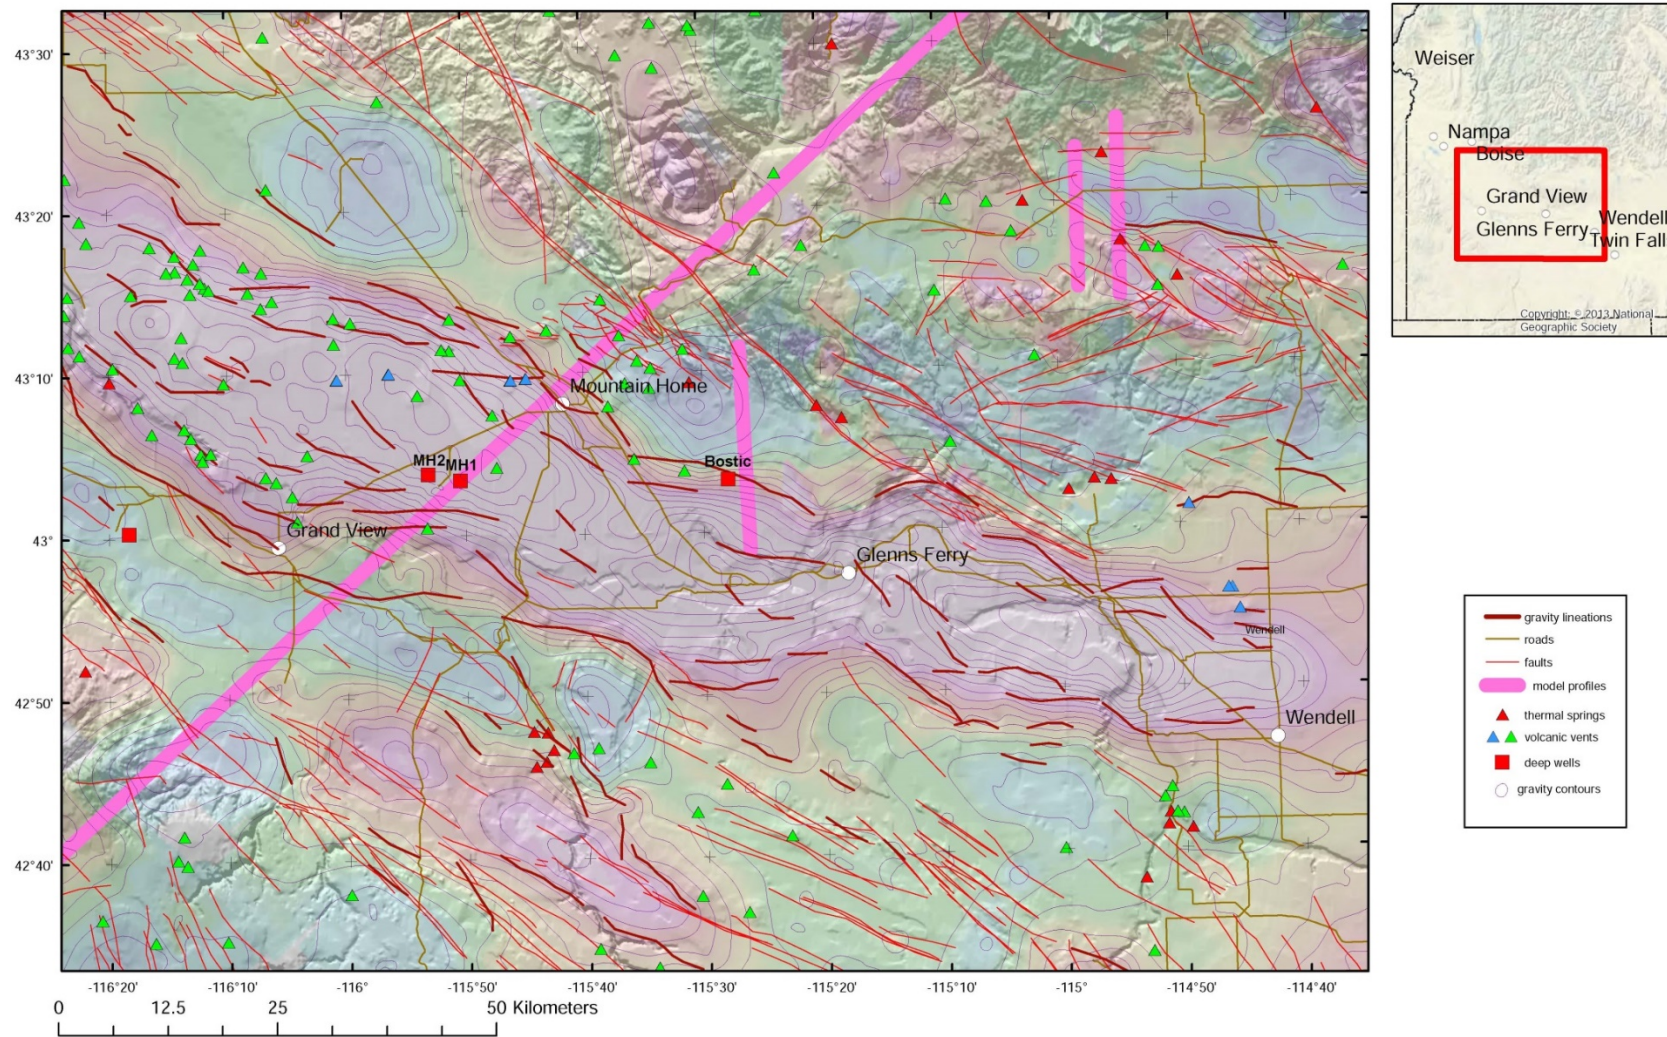 43°30'
43°20'
43°10'
43°
42°50'
42°40'
Mountain Home
MH2
MH1
Bostic
Grand View
Glenns Ferry
Wendell
Wendell
-116°20'
-116°10'
-116°
-115°50'
-115°40'
-115°30'
-115°20'
-115°10'
-115°
-114°50'
-114°40'
0
12.5
25
50 Kilometers
Weiser
Nampa
Boise
Grand View
Glenns Ferry
Wendell
Twin Fall
Copyright: © 2013 National
Geographic Society
gravity lineations
roads
faults
model profiles
thermal springs
volcanic vents
deep wells
gravity contours